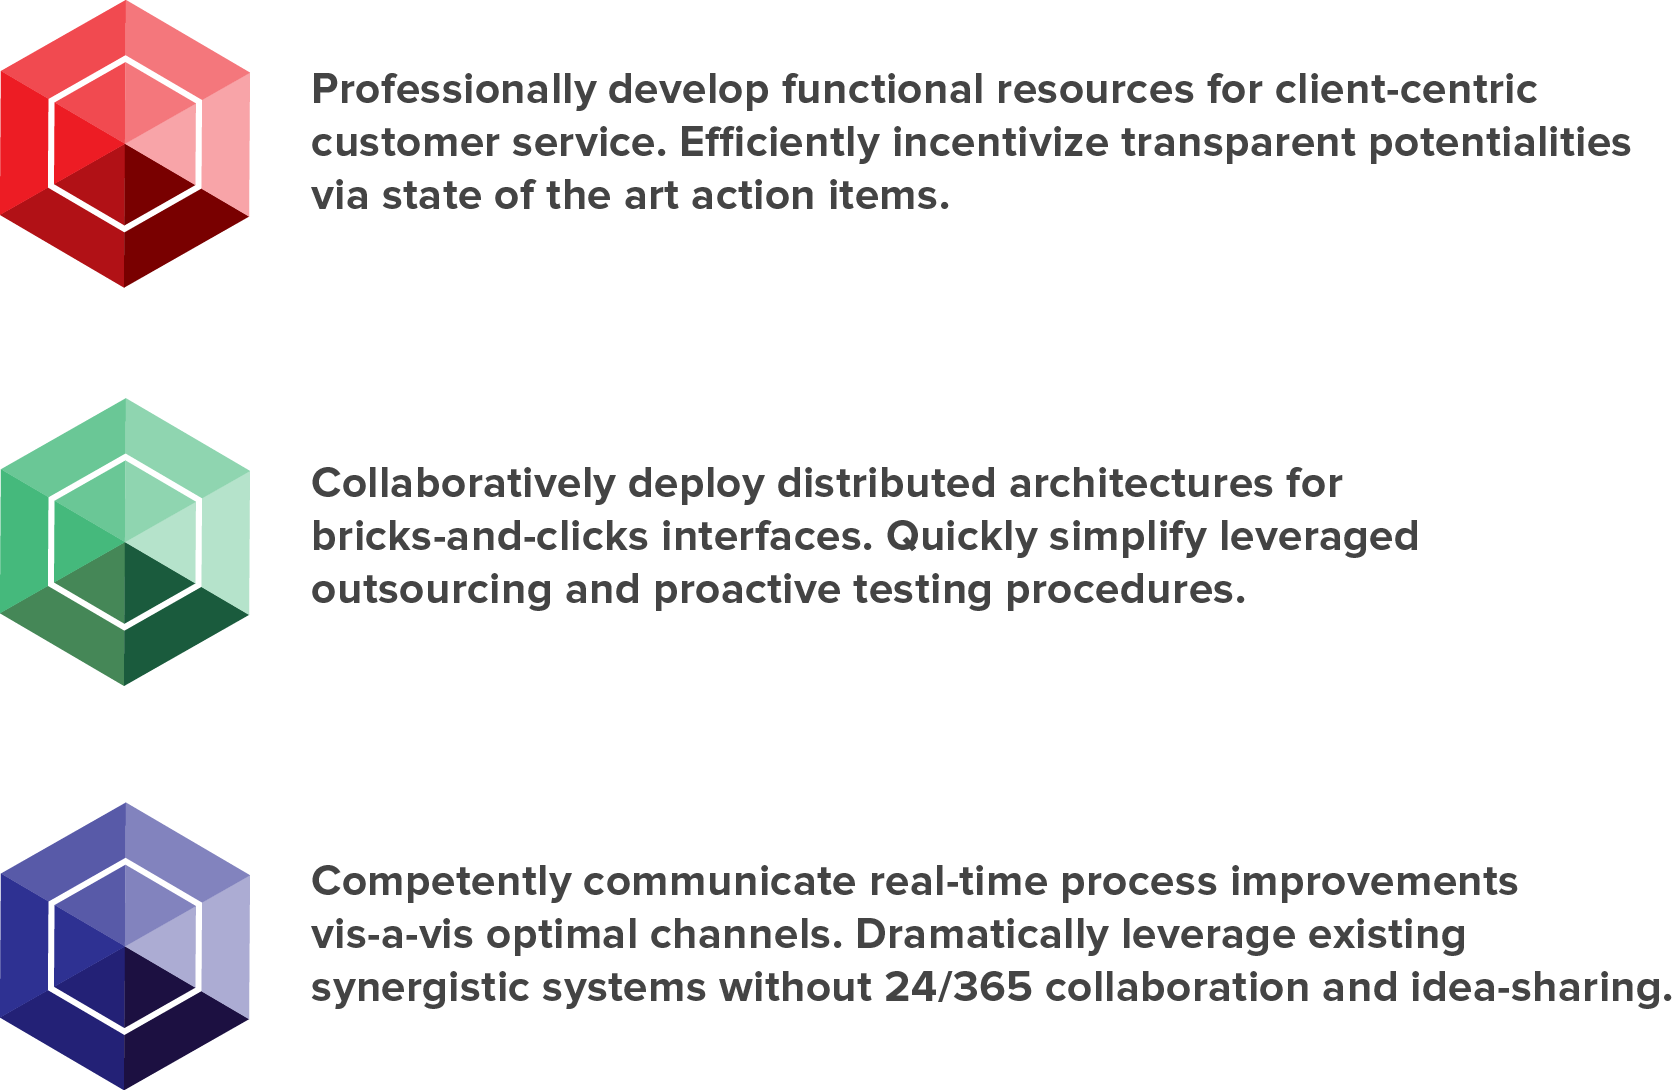 Professionally develop functional resources for client-centric
customer service. Efficiently incentivize transparent potentialities
via state of the art action items.
Collaboratively deploy distributed architectures for
bricks-and-clicks interfaces. Quickly simplify leveraged
outsourcing and proactive testing procedures.
Competently communicate real-time process improvements
vis-a-vis optimal channels. Dramatically leverage existing
synergistic systems without 24/365 collaboration and idea-sharing.